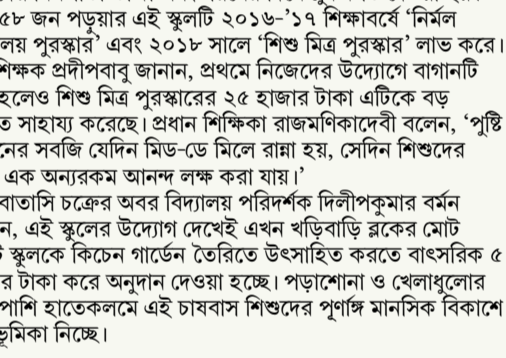 ৫৮ জন পড়ুয়ার এই স্কুলটি ২০১৬-’১৭ শিক্ষাবর্ষে ‘নির্মল
লয় পুরস্কার’ এবং ২০১৮ সালে ‘শিশু মিত্র পুরস্কার’ লাভ করে।
শিক্ষক প্রদীপবাবু জানান, প্রথমে নিজেদের উদ্যোগে বাগানটি
হলেও শিশু মিত্র পুরস্কারের ২৫ হাজার টাকা এটিকে বড়
ত সাহায্য করেছে। প্রধান শিক্ষিকা রাজমণিকাদেবী বলেন, ‘পুষ্টি
নের সবজি যেদিন মিড-ডে মিলে রান্না হয়, সেদিন শিশুদের
এক অন্যরকম আনন্দ লক্ষ করা যায়।’
বাতাসি চক্রের অবর বিদ্যালয় পরিদর্শক দিলীপকুমার বর্মন
ন, এই স্কুলের উদ্যোগ দেখেই এখন খড়িবাড়ি ব্লকের মোট
স্কুলকে কিচেন গার্ডেন তৈরিতে উৎসাহিত করতে বাৎসরিক ৫
র টাকা করে অনুদান দেওয়া হচ্ছে। পড়াশোনা ও খেলাধুলোর
পাশি হাতেকলমে এই চাষবাস শিশুদের পূর্ণাঙ্গ মানসিক বিকাশে
ভূমিকা নিচ্ছে।